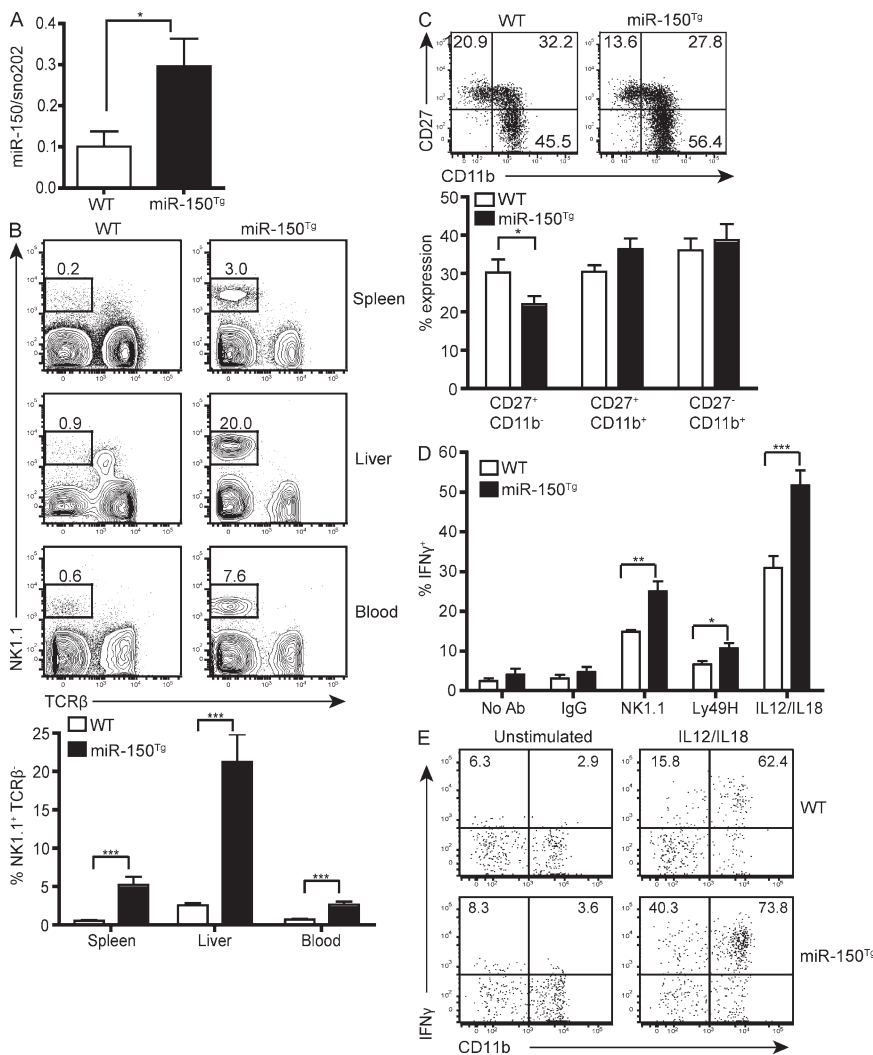 A
*
miR-150/sno202
0.4
0.3
0.2
0.1
0.0
WT
miR-150Tg
B
WT
miR-150Tg
0.2
3.0
Spleen
0.9
20.0
Liver
0.6
7.6
Blood
NK1.1
TCRβ
WT
miR-150Tg
% NK1.1+ TCRβ-
25
20
15
10
5
0
***
***
***
Spleen
Liver
Blood
C
WT
miR-150Tg
20.9
32.2
45.5
13.6
27.8
56.4
CD27
CD11b
WT
miR-150Tg
% expression
50
40
30
20
10
0
*
CD27+ CD27+ CD27-
CD11b- CD11b+ CD11b+
D
WT
miR-150Tg
% IFNγ+
60
50
40
30
20
10
0
**
*
***
No Ab
IgG
NK1.1
Ly49H
IL12/IL18
E
Unstimulated
IL12/IL18
6.3
2.9
15.8
62.4
WT
8.3
3.6
40.3
73.8
miR-150Tg
IFNγ
CD11b